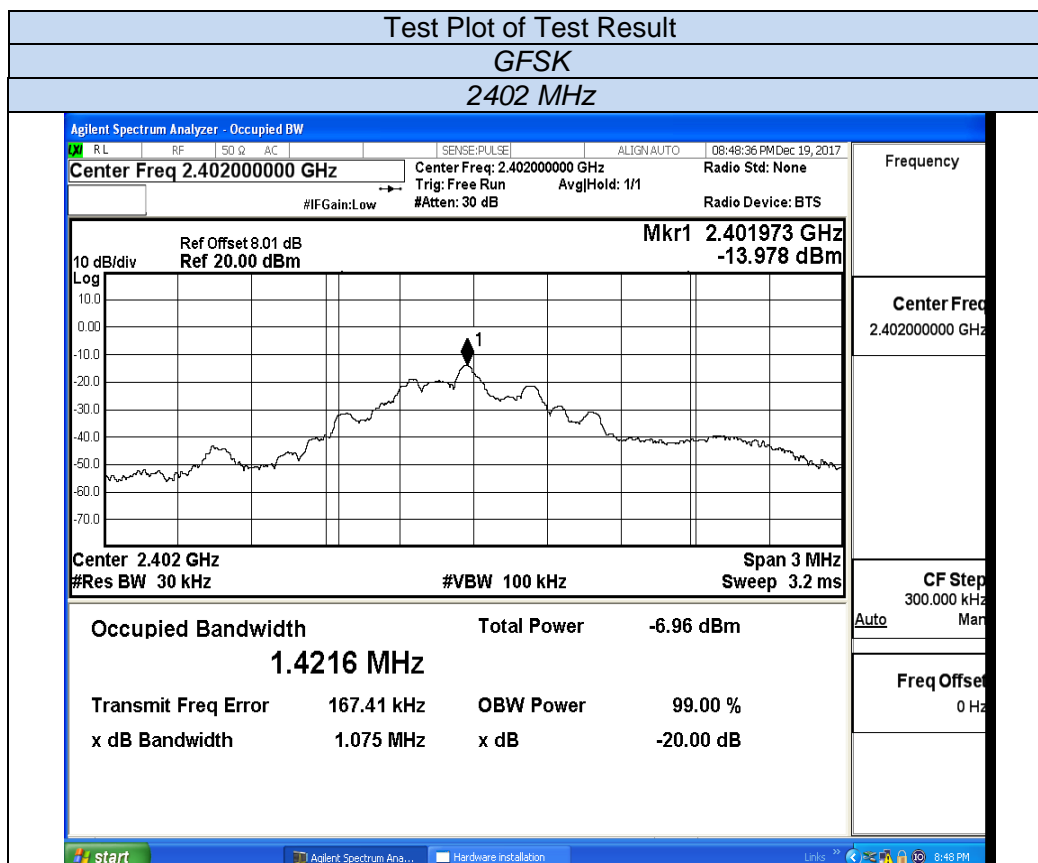 Test Plot of Test Result
GFSK
2402 MHz
Agilent Spectrum Analyzer - Occupied BW
LXI RL RF 50 Ω AC SENSE:PULSE ALIGN AUTO 08:48:36 PM Dec 19, 2017
Center Freq 2.402000000 GHz
Center Freq: 2.402000000 GHz
Radio Std: None
Trig: Free Run Avg|Hold: 1/1
#IFGain:Low #Atten: 30 dB Radio Device: BTS
Frequency
Mkr1 2.401973 GHz
-13.978 dBm
Ref Offset 8.01 dB
10 dB/div Ref 20.00 dBm
Log
10.0
0.00
-10.0
-20.0
-30.0
-40.0
-50.0
-60.0
-70.0
1
Center 2.402 GHz Span 3 MHz
#Res BW 30 kHz #VBW 100 kHz Sweep 3.2 ms
Center Freq
2.402000000 GHz
CF Step
300.000 kHz
Auto Man
Freq Offset
0 Hz
Occupied Bandwidth Total Power -6.96 dBm
1.4216 MHz
Transmit Freq Error 167.41 kHz OBW Power 99.00 %
x dB Bandwidth 1.075 MHz x dB -20.00 dB
start Agilent Spectrum Ana... Hardware installation Links » 10 8:48 PM